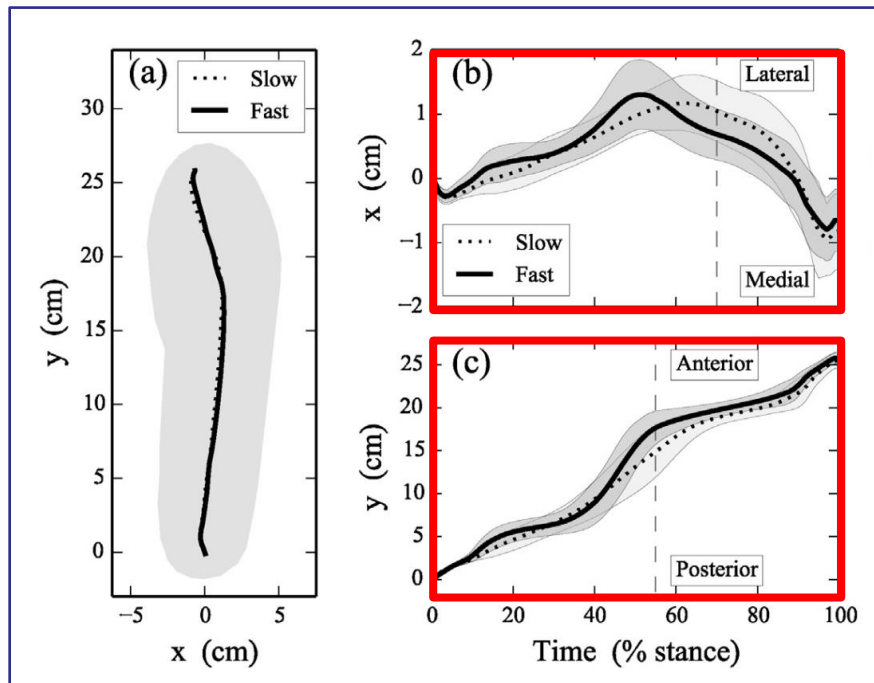 (a)
Slow
Fast
30
25
20
15
10
5
0
−5
0
5
y (cm)
x (cm)
(b)
Lateral
2
1
0
−1
−2
x (cm)
Slow
Fast
Medial
(c)
Anterior
25
20
15
10
5
0
y (cm)
Posterior
0
20
40
60
80
100
Time (% stance)